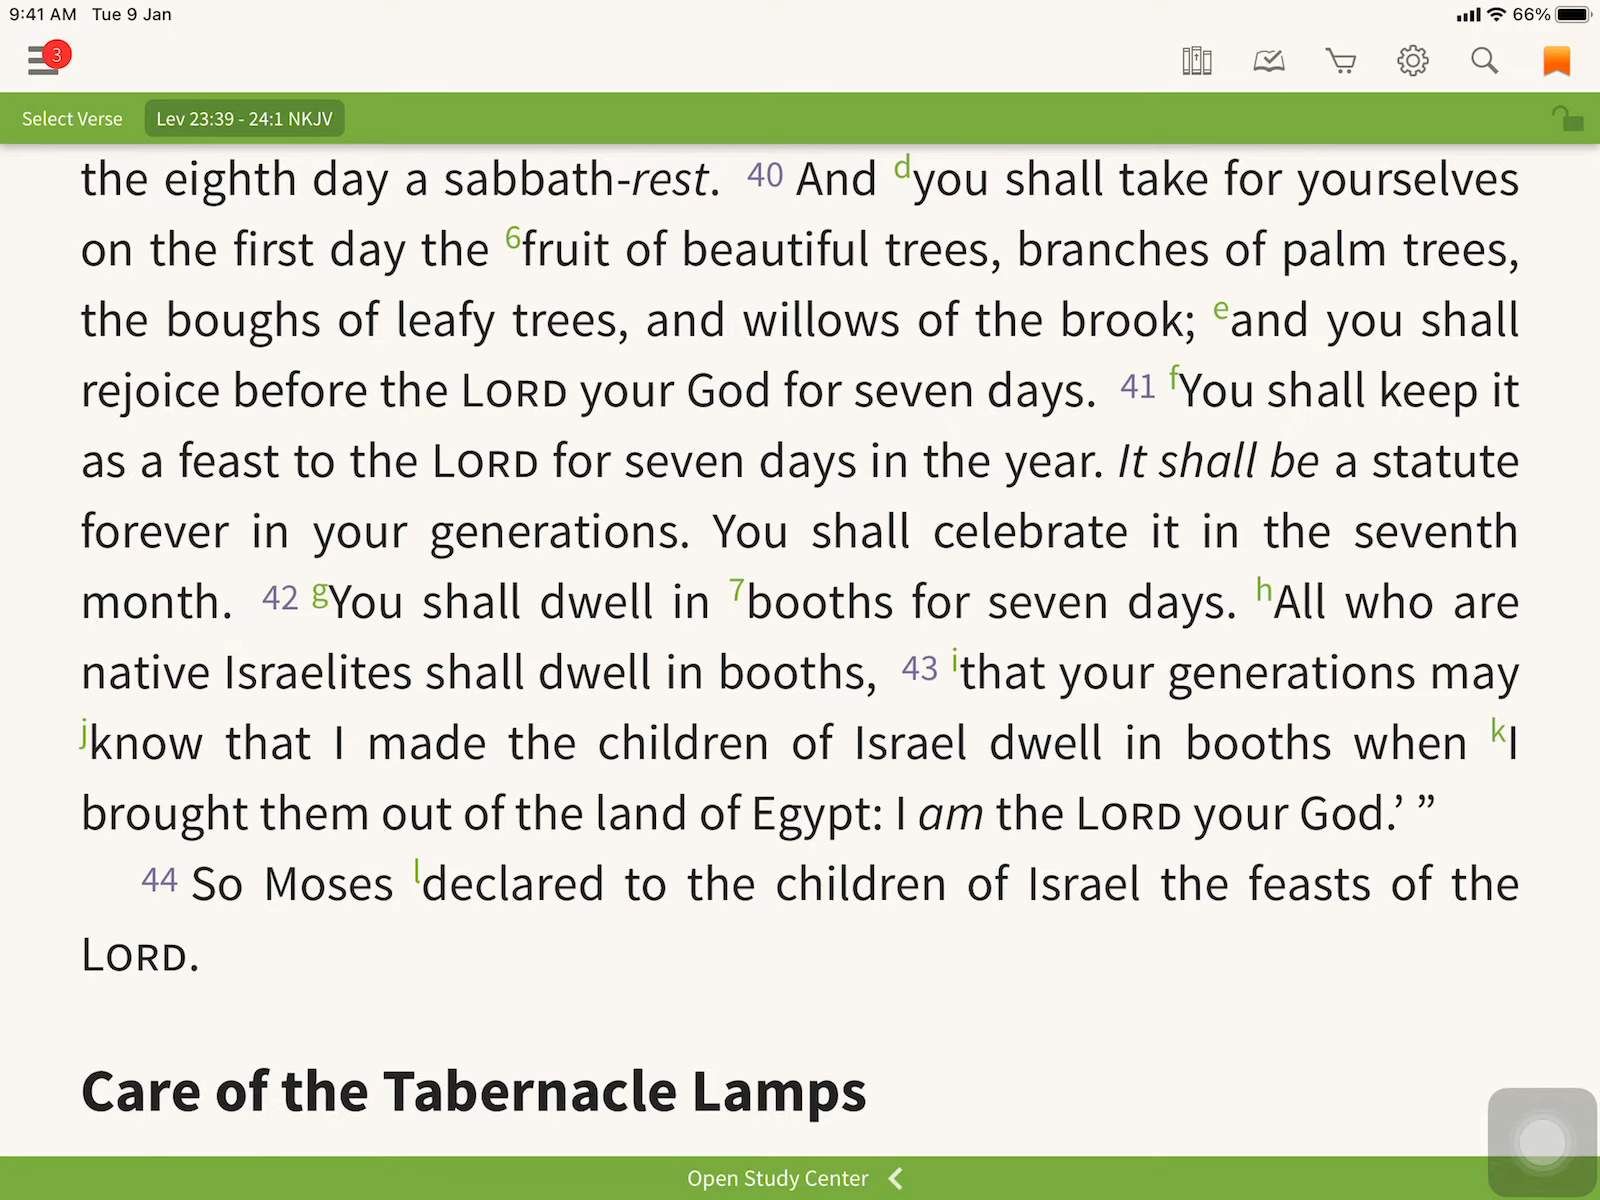 9:41 AM Tue 9 Jan 66%
3
Select Verse Lev 23:39 - 24:1 NKJV
the eighth day a sabbath-rest. 40 And dyou shall take for yourselves
on the first day the 6fruit of beautiful trees, branches of palm trees,
the boughs of leafy trees, and willows of the brook; eand you shall
rejoice before the LORD your God for seven days. 41 fYou shall keep it
as a feast to the LORD for seven days in the year. It shall be a statute
forever in your generations. You shall celebrate it in the seventh
month. 42 gYou shall dwell in 7booths for seven days. hAll who are
native Israelites shall dwell in booths, 43 ithat your generations may
jknow that I made the children of Israel dwell in booths when kI
brought them out of the land of Egypt: I am the LORD your God.’ ”
44 So Moses ldeclared to the children of Israel the feasts of the
LORD.
Care of the Tabernacle Lamps
Open Study Center